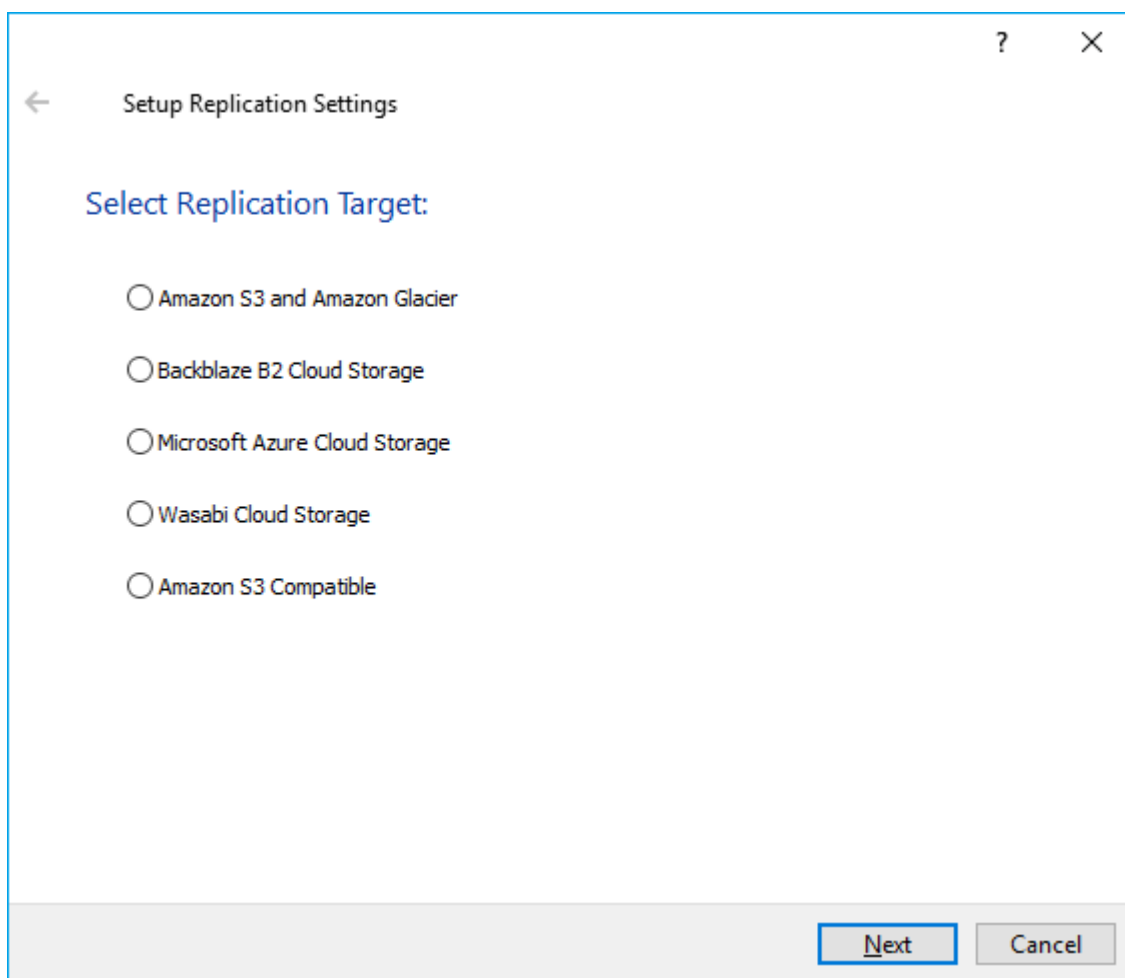 ?
Setup Replication Settings
Select Replication Target:
Amazon S3 and Amazon Glacier
Backblaze B2 Cloud Storage
Microsoft Azure Cloud Storage
Wasabi Cloud Storage
Amazon S3 Compatible
Next Cancel